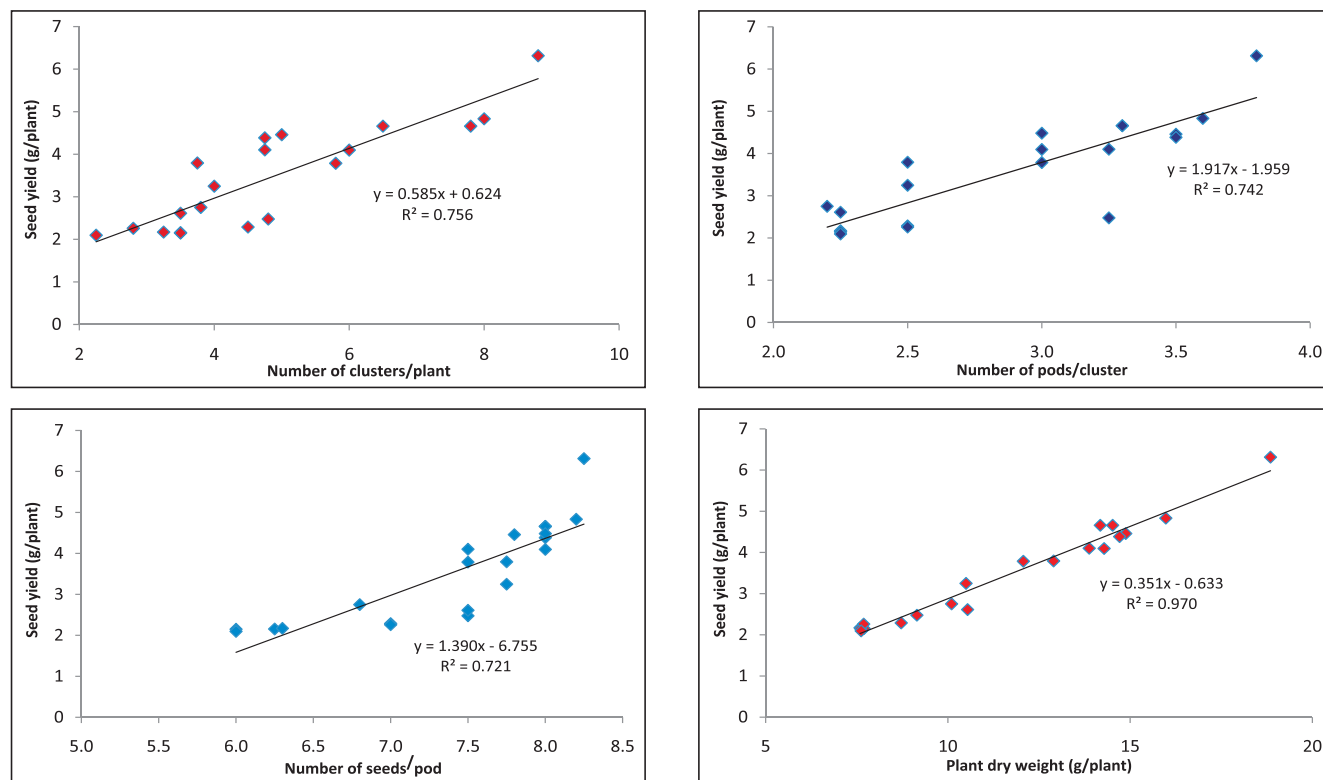 7
6
5
4
3
2
1
0
Seed yield (g/plant)
y = 0.585x + 0.624
R² = 0.756
2 4 6 8 10
Number of clusters/plant
7
6
5
4
3
2
1
0
Seed yield (g/plant)
y = 1.917x - 1.959
R² = 0.742
2.0 2.5 3.0 3.5 4.0
Number of pods/cluster
7
6
5
4
3
2
1
0
Seed yield (g/plant)
y = 1.390x - 6.755
R² = 0.721
5.0 5.5 6.0 6.5 7.0 7.5 8.0 8.5
Number of seeds/pod
7
6
5
4
3
2
1
0
Seed yield (g/plant)
y = 0.351x - 0.633
R² = 0.970
5 10 15 20
Plant dry weight (g/plant)